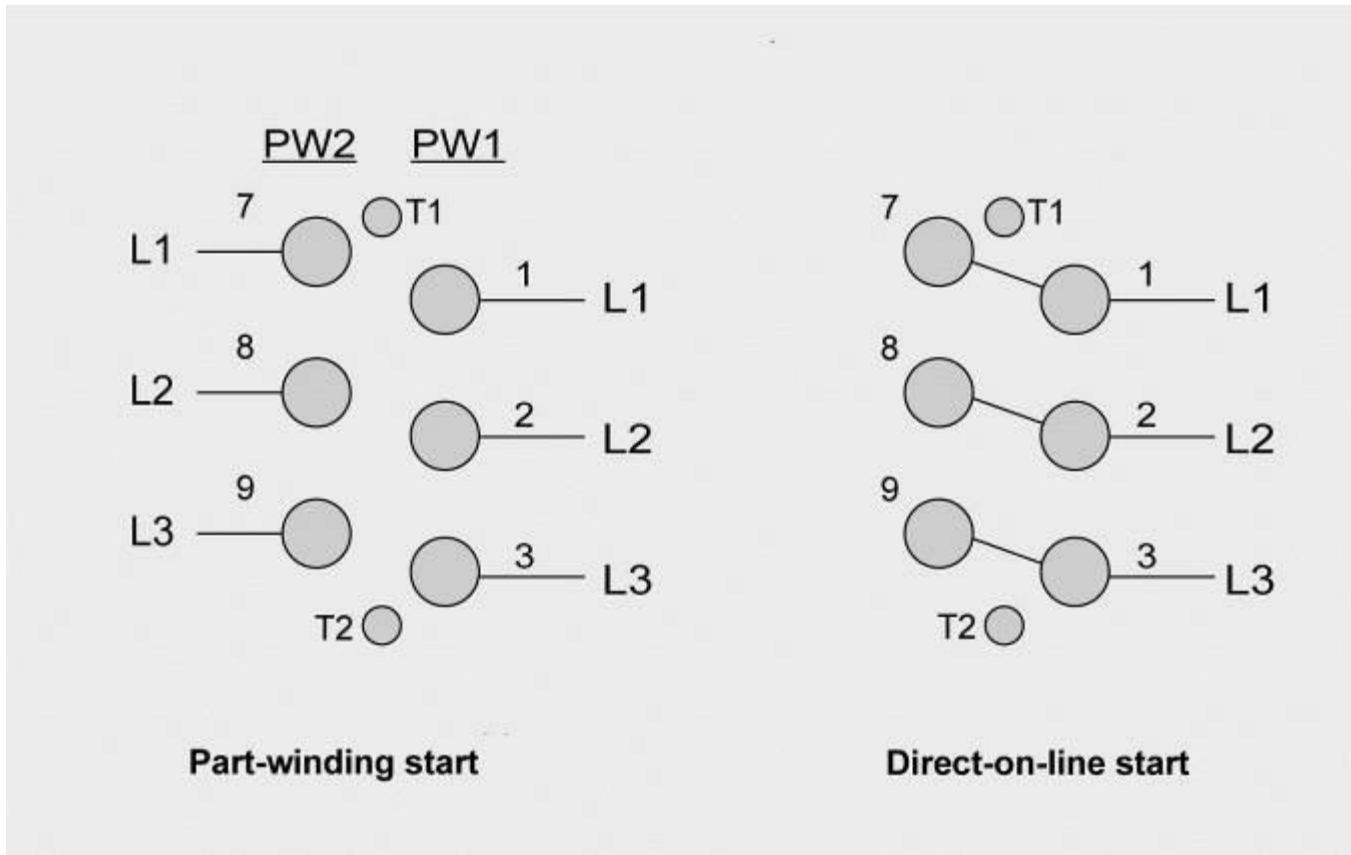 PW2 PW1
7 T1
L1 1 L1
8
L2 2 L2
9
L3 3 L3
T2
Part-winding start
7 T1
1 L1
8
2 L2
9
3 L3
T2
Direct-on-line start